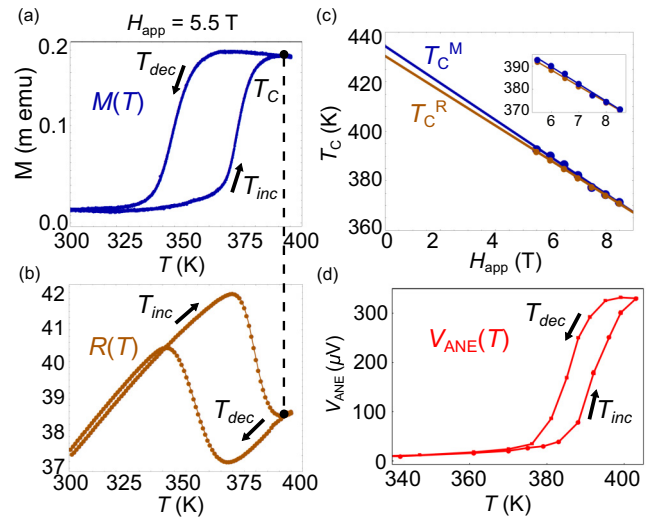 (a)
H_app = 5.5 T
M (m emu)
0.2
0.1
0.0
T_dec
M(T)
T_C
T_inc
300 325 350 375 400
T (K)
(b)
42
41
40
39
38
37
T_inc
R(T)
T_dec
300 325 350 375 400
T (K)
(c)
T_C (K)
440
420
400
380
360
T_C^M
T_C^R
390
380
370
6 7 8
0 2 4 6 8
H_app (T)
(d)
V_ANE (µV)
300
200
100
0
T_dec
V_ANE(T)
T_inc
340 360 380 400
T (K)